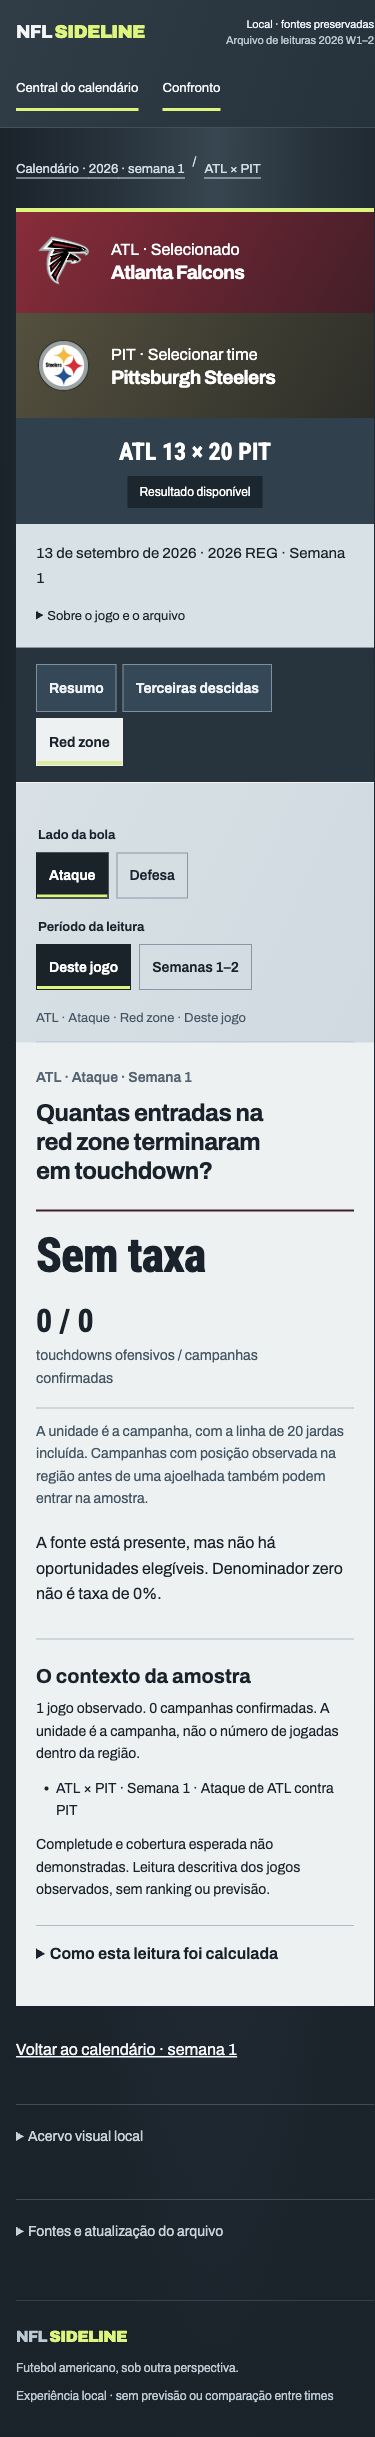 NFL SIDELINE
Local · fontes preservadas
Arquivo de leituras 2026 W1–2
Central do calendário
Confronto
Calendário · 2026 · semana 1 / ATL × PIT
ATL · Selecionado
Atlanta Falcons
Steelers
PIT · Selecionar time
Pittsburgh Steelers
ATL 13 × 20 PIT
Resultado disponível
13 de setembro de 2026 · 2026 REG · Semana
1
▶ Sobre o jogo e o arquivo
Resumo
Terceiras descidas
Red zone
Lado da bola
Ataque
Defesa
Período da leitura
Deste jogo
Semanas 1–2
ATL · Ataque · Red zone · Deste jogo
ATL · Ataque · Semana 1
Quantas entradas na
red zone terminaram
em touchdown?
Sem taxa
0 / 0
touchdowns ofensivos / campanhas
confirmadas
A unidade é a campanha, com a linha de 20 jardas
incluída. Campanhas com posição observada na
região antes de uma ajoelhada também podem
entrar na amostra.
A fonte está presente, mas não há
oportunidades elegíveis. Denominador zero
não é taxa de 0%.
O contexto da amostra
1 jogo observado. 0 campanhas confirmadas. A
unidade é a campanha, não o número de jogadas
dentro da região.
• ATL × PIT · Semana 1 · Ataque de ATL contra
PIT
Completude e cobertura esperada não
demonstradas. Leitura descritiva dos jogos
observados, sem ranking ou previsão.
▶ Como esta leitura foi calculada
Voltar ao calendário · semana 1
▶ Acervo visual local
▶ Fontes e atualização do arquivo
NFL SIDELINE
Futebol americano, sob outra perspectiva.
Experiência local · sem previsão ou comparação entre times